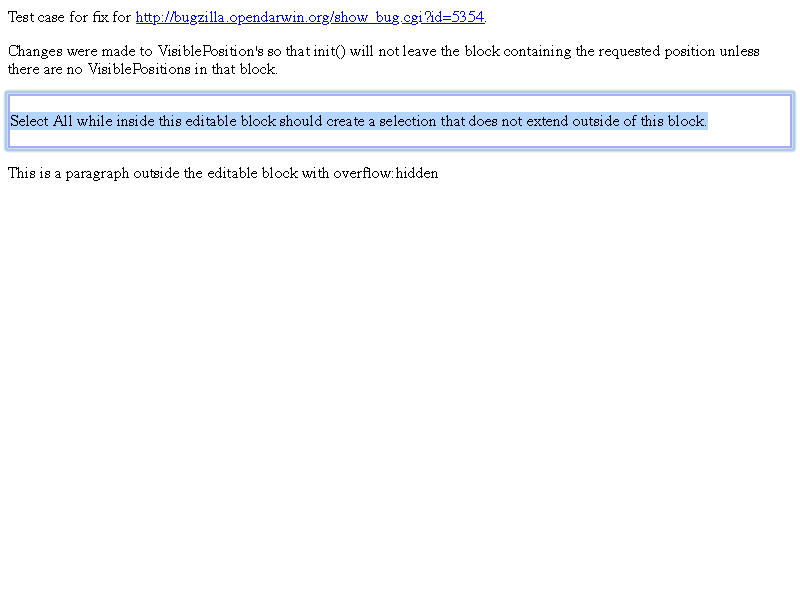 Test case for fix for http://bugzilla.opendarwin.org/show_bug.cgi?id=5354.
Changes were made to VisiblePosition's so that init() will not leave the block containing the requested position unless
there are no VisiblePositions in that block.
Select All while inside this editable block should create a selection that does not extend outside of this block.
This is a paragraph outside the editable block with overflow:hidden